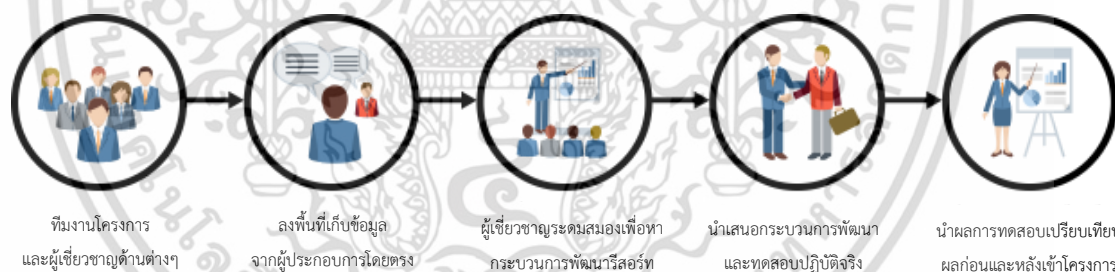 ทีมงานโครงการ
และผู้เชี่ยวชาญด้านต่างๆ
ลงพื้นที่เก็บข้อมูล
จากผู้ประกอบการโดยตรง
ผู้เชี่ยวชาญระดมสมองเพื่อหา
กระบวนการพัฒนารีสอร์ท
นำเสนอกระบวนการพัฒนา
และทดสอบปฏิบัติจริง
นำผลการทดสอบเปรียบเทียบ
ผลก่อนและหลังเข้าโครงการ